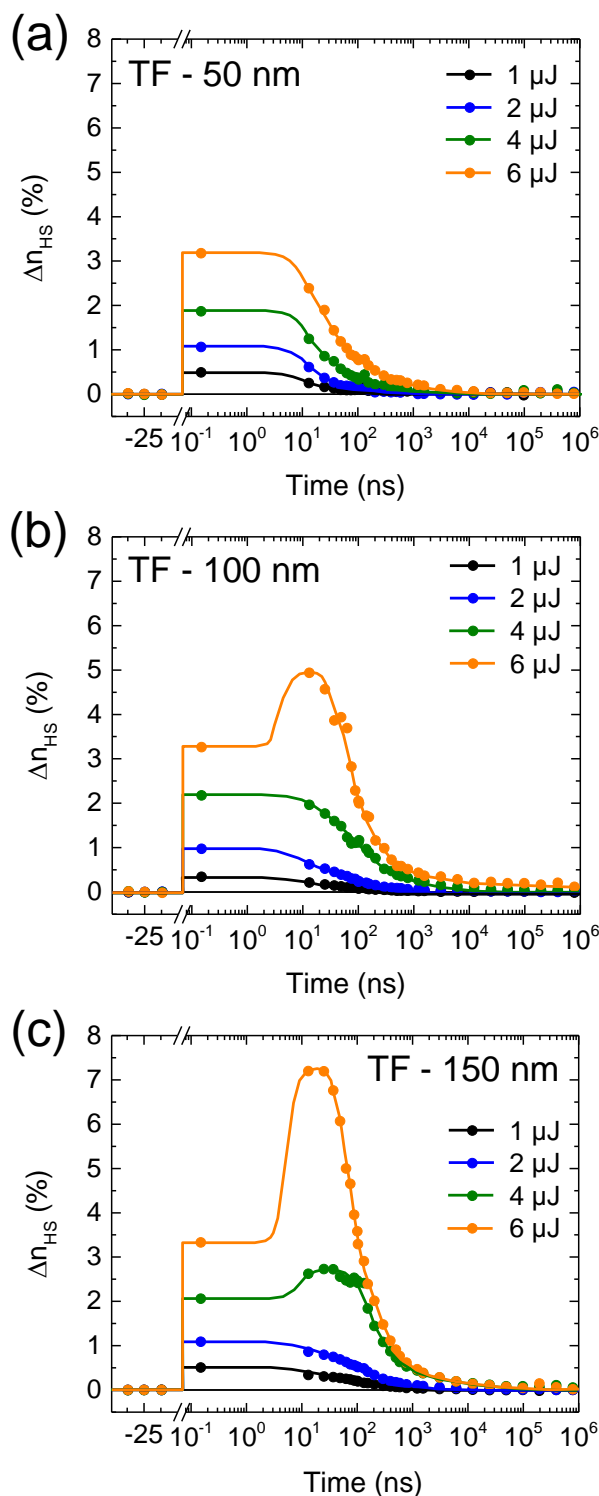 (a)
TF - 50 nm
1 µJ
2 µJ
4 µJ
6 µJ
Δn_HS (%)
8
7
6
5
4
3
2
1
0
-25 10⁻¹ 10⁰ 10¹ 10² 10³ 10⁴ 10⁵ 10⁶
Time (ns)
(b)
TF - 100 nm
1 µJ
2 µJ
4 µJ
6 µJ
Δn_HS (%)
8
7
6
5
4
3
2
1
0
-25 10⁻¹ 10⁰ 10¹ 10² 10³ 10⁴ 10⁵ 10⁶
Time (ns)
(c)
TF - 150 nm
1 µJ
2 µJ
4 µJ
6 µJ
Δn_HS (%)
8
7
6
5
4
3
2
1
0
-25 10⁻¹ 10⁰ 10¹ 10² 10³ 10⁴ 10⁵ 10⁶
Time (ns)